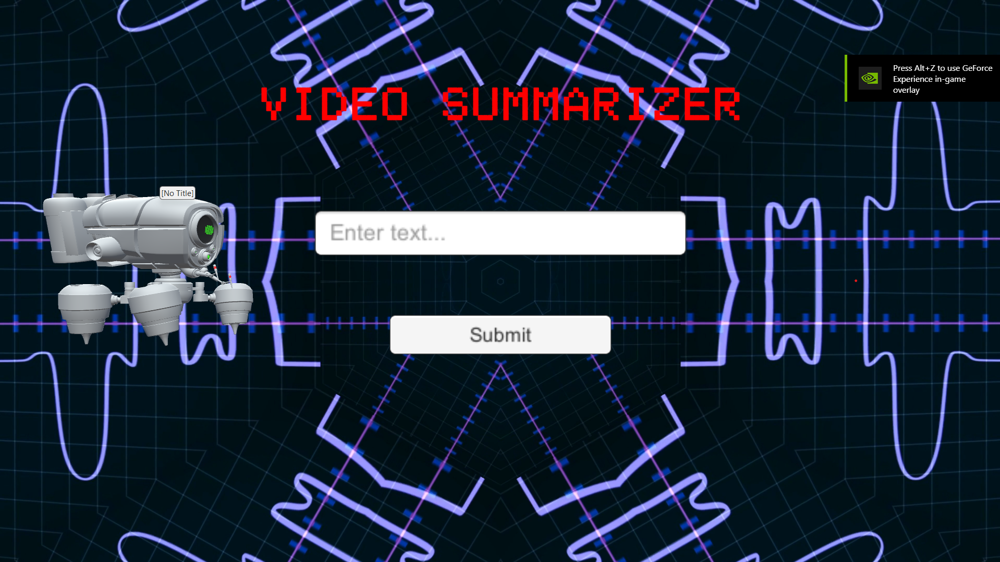 Press Alt+Z to use GeForce
Experience in-game
overlay
VIDEO SUMMARIZER
[No Title]
Enter text...
Submit